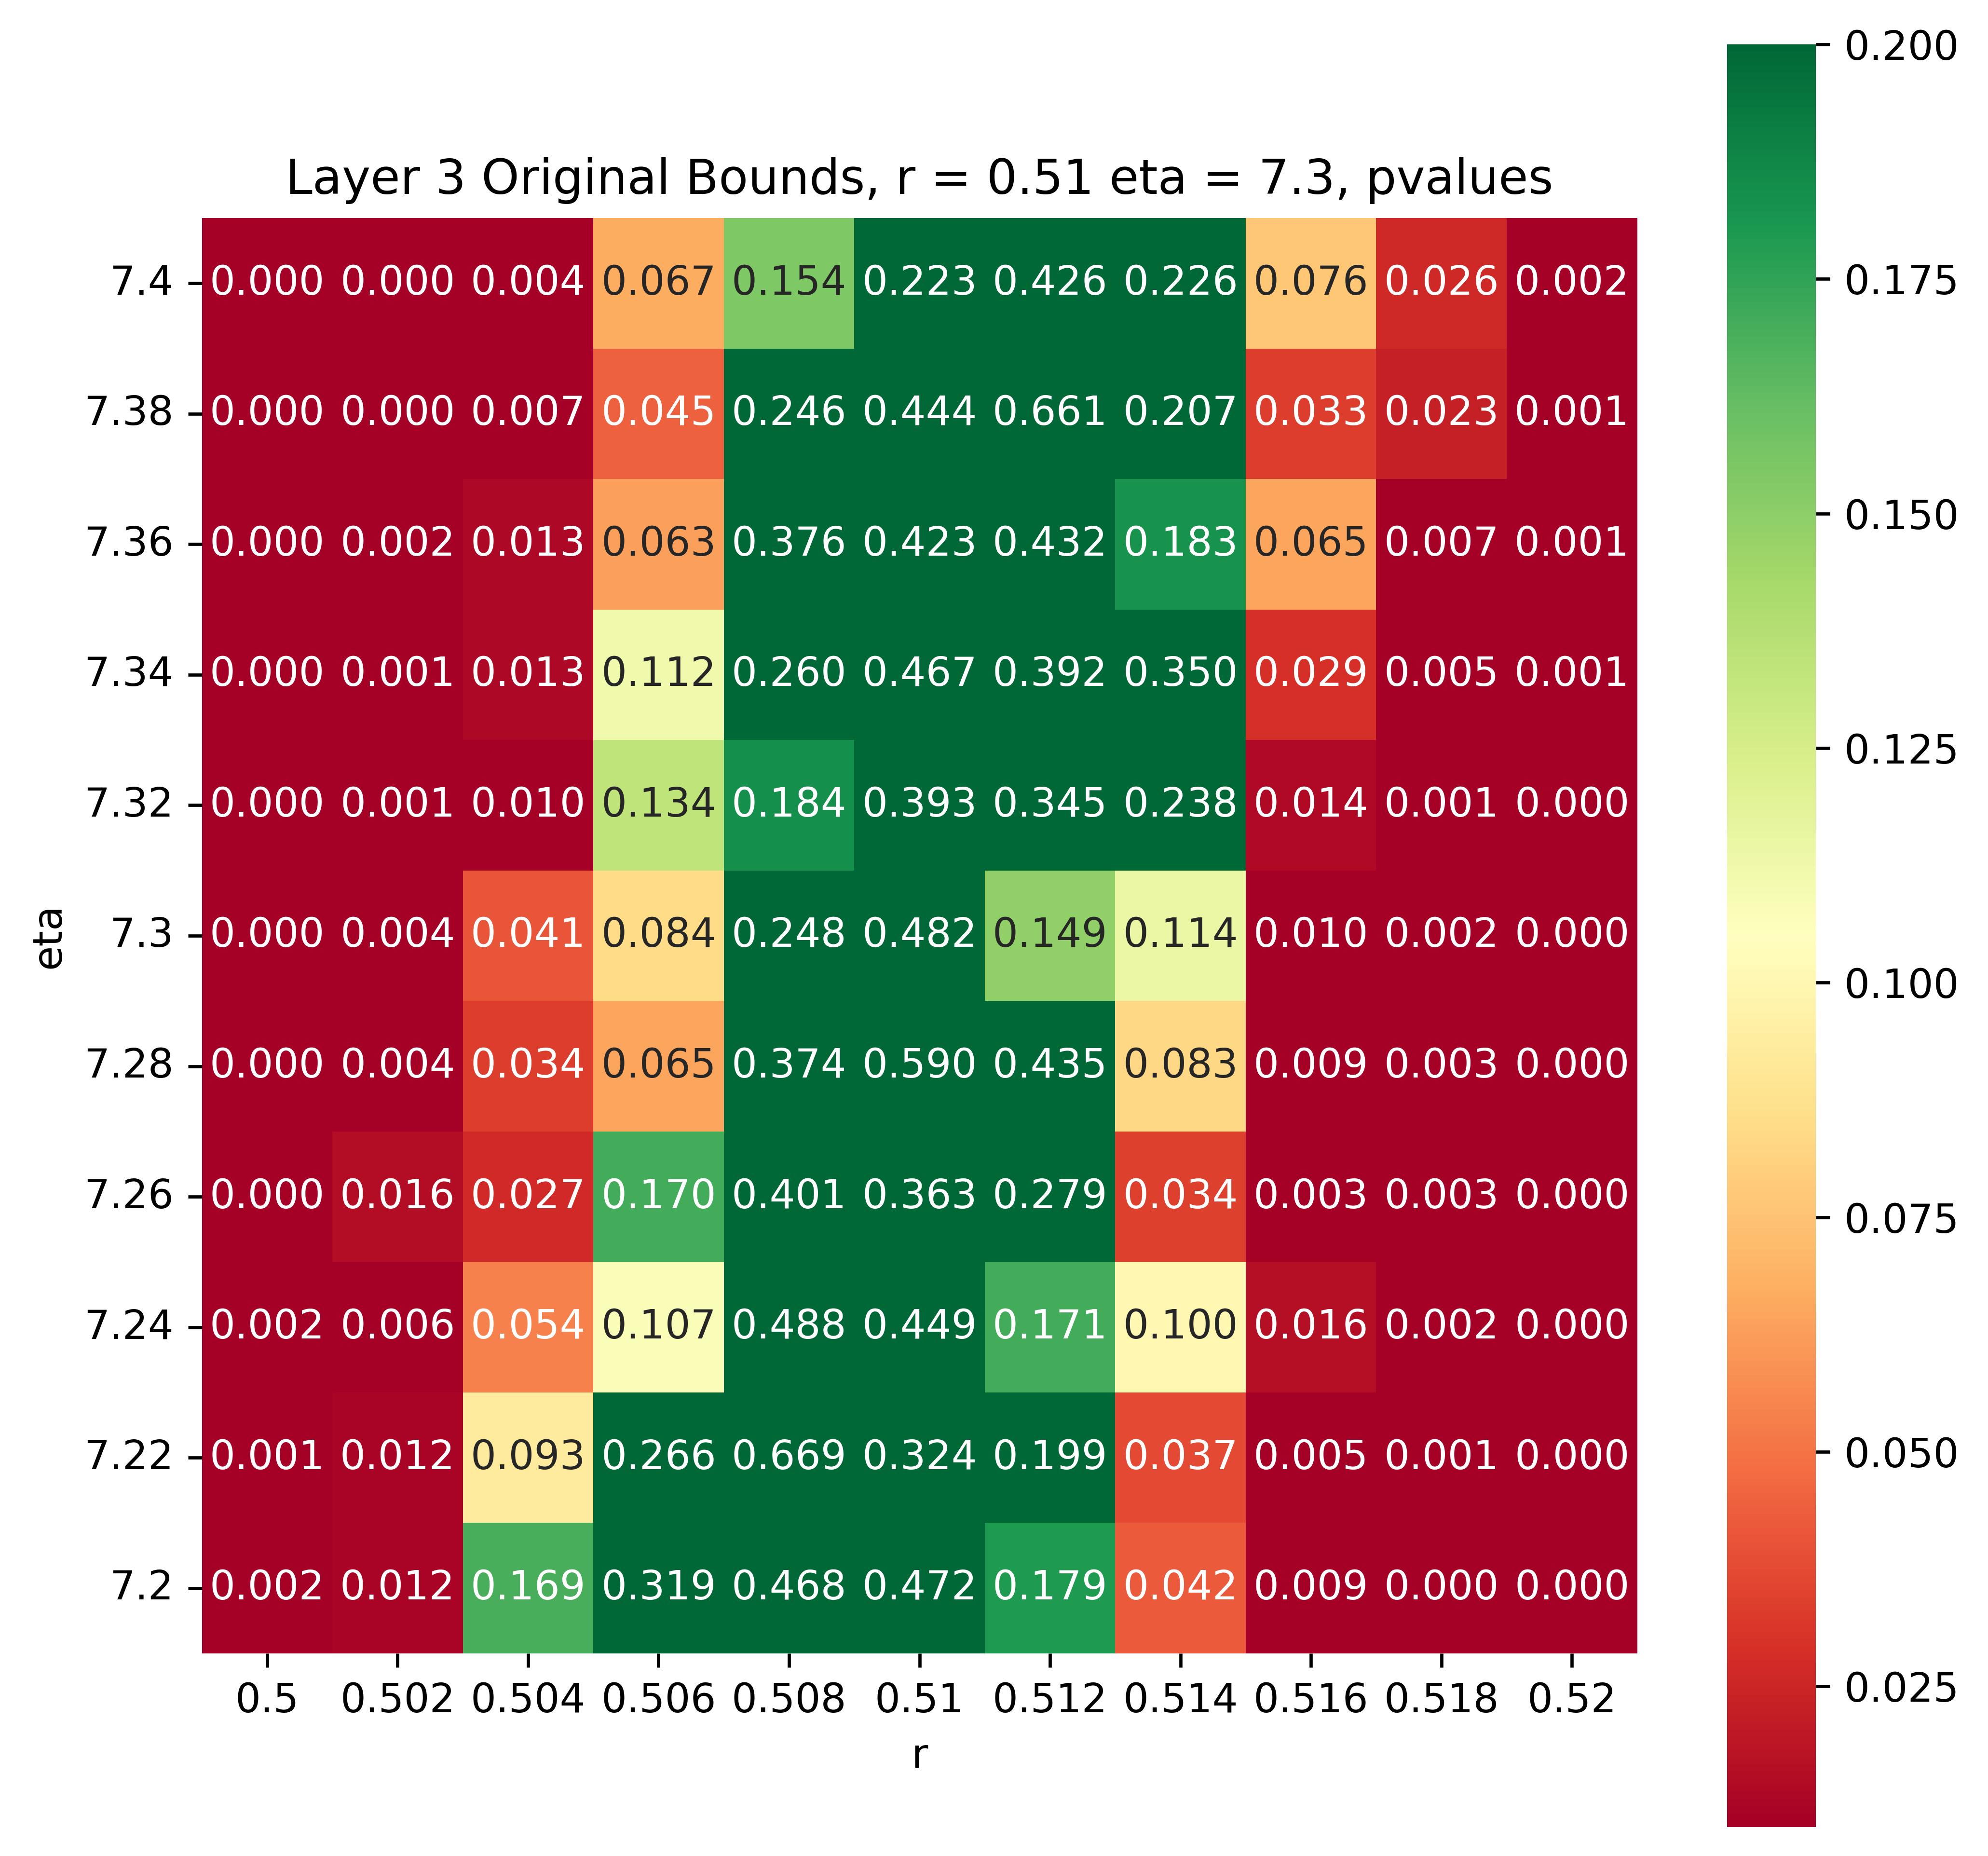 Layer 3 Original Bounds, r = 0.51 eta = 7.3, pvalues
7.4 0.000 0.000 0.004 0.067 0.154 0.223 0.426 0.226 0.076 0.026 0.002
7.38 0.000 0.000 0.007 0.045 0.246 0.444 0.661 0.207 0.033 0.023 0.001
7.36 0.000 0.002 0.013 0.063 0.376 0.423 0.432 0.183 0.065 0.007 0.001
7.34 0.000 0.001 0.013 0.112 0.260 0.467 0.392 0.350 0.029 0.005 0.001
7.32 0.000 0.001 0.010 0.134 0.184 0.393 0.345 0.238 0.014 0.001 0.000
7.3 0.000 0.004 0.041 0.084 0.248 0.482 0.149 0.114 0.010 0.002 0.000
7.28 0.000 0.004 0.034 0.065 0.374 0.590 0.435 0.083 0.009 0.003 0.000
7.26 0.000 0.016 0.027 0.170 0.401 0.363 0.279 0.034 0.003 0.003 0.000
7.24 0.002 0.006 0.054 0.107 0.488 0.449 0.171 0.100 0.016 0.002 0.000
7.22 0.001 0.012 0.093 0.266 0.669 0.324 0.199 0.037 0.005 0.001 0.000
7.2 0.002 0.012 0.169 0.319 0.468 0.472 0.179 0.042 0.009 0.000 0.000
0.5 0.502 0.504 0.506 0.508 0.51 0.512 0.514 0.516 0.518 0.52
r
eta
0.200
0.175
0.150
0.125
0.100
0.075
0.050
0.025